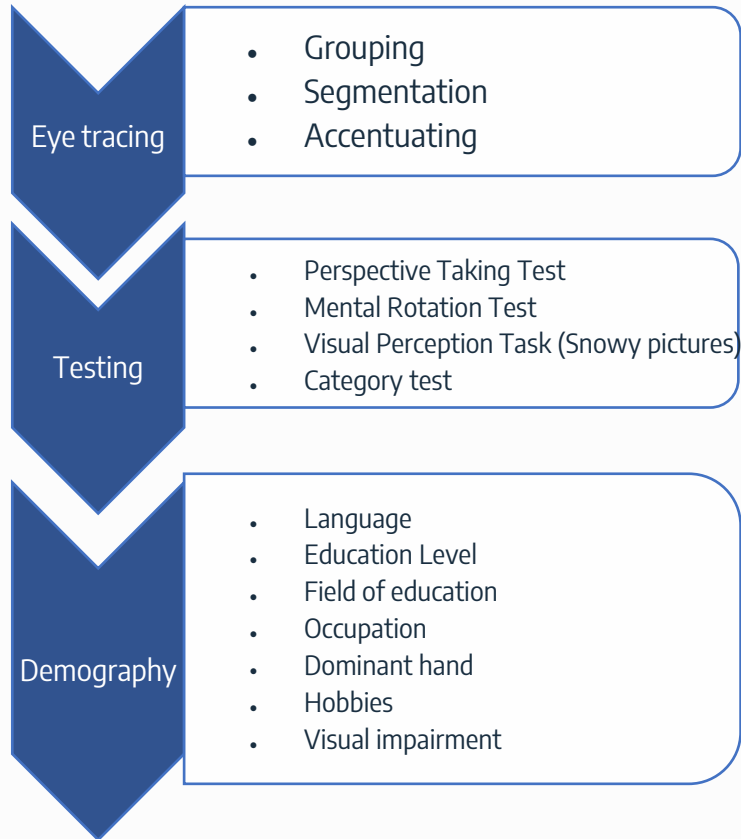 Eye tracing
• Grouping
• Segmentation
• Accentuating
Testing
• Perspective Taking Test
• Mental Rotation Test
• Visual Perception Task (Snowy pictures)
• Category test
Demography
• Language
• Education Level
• Field of education
• Occupation
• Dominant hand
• Hobbies
• Visual impairment